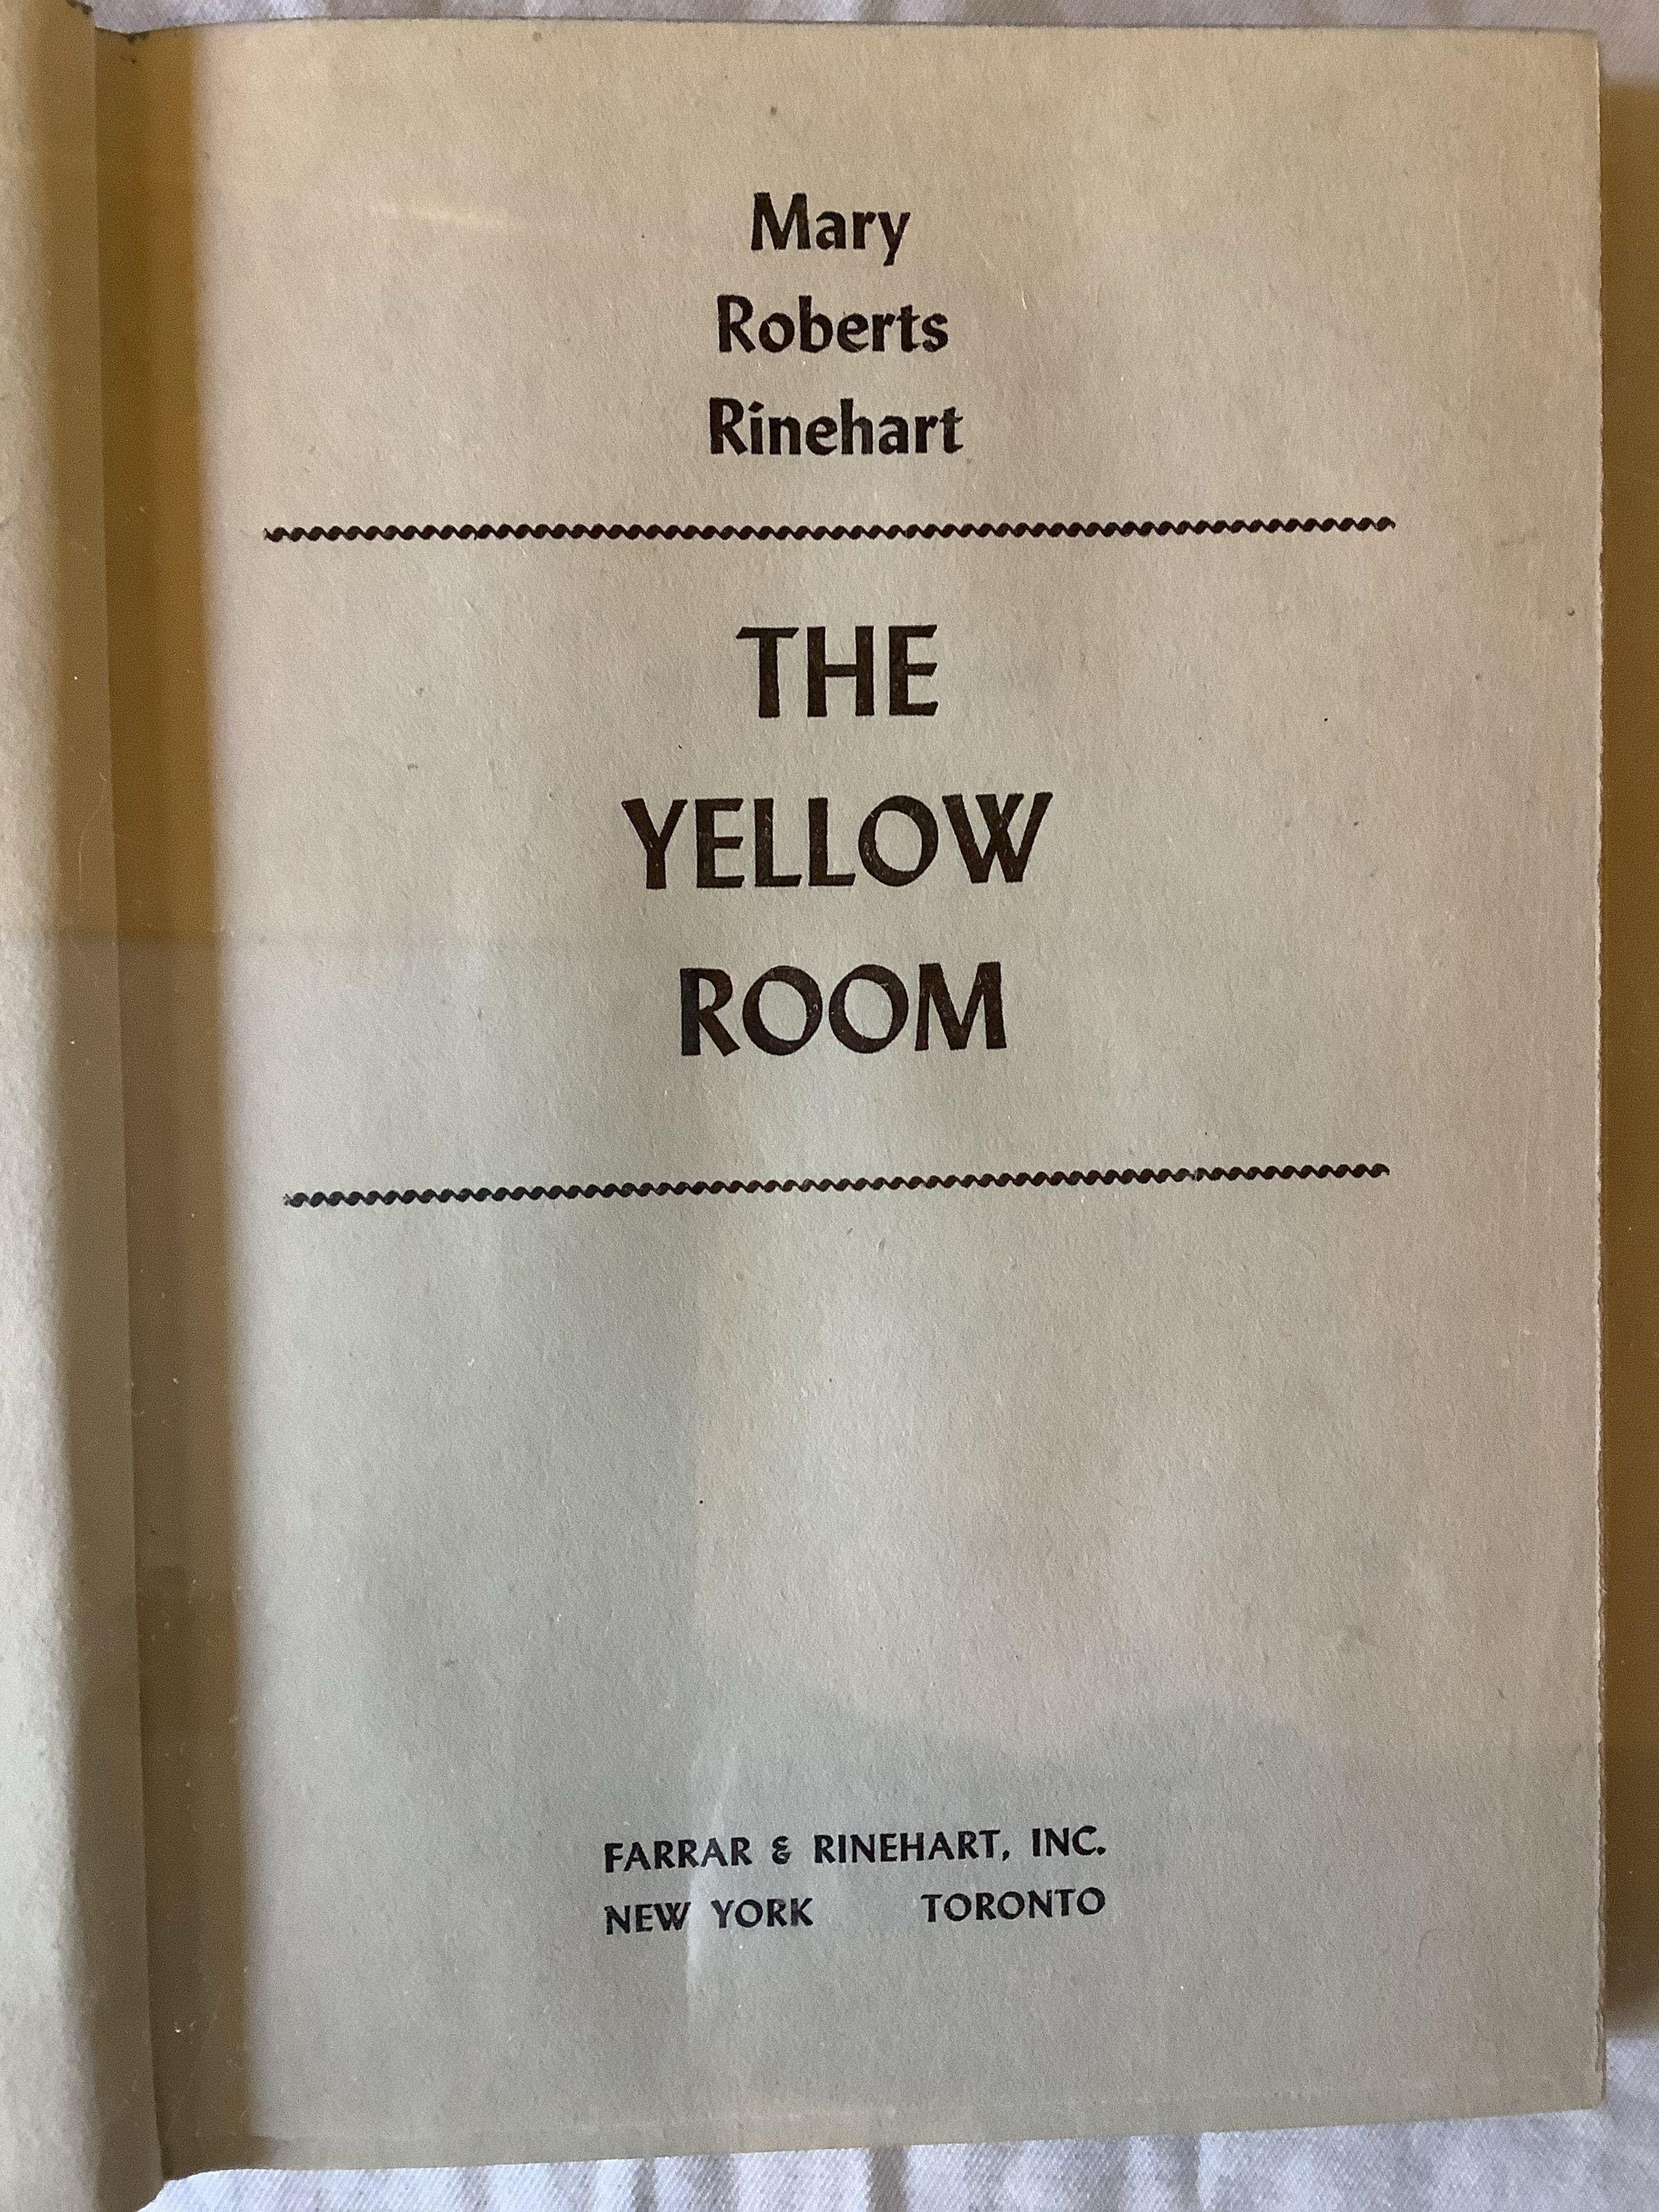 Mary
Roberts
Rinehart
THE
YELLOW
ROOM
FARRAR & RINEHART, INC.
NEW YORK TORONTO